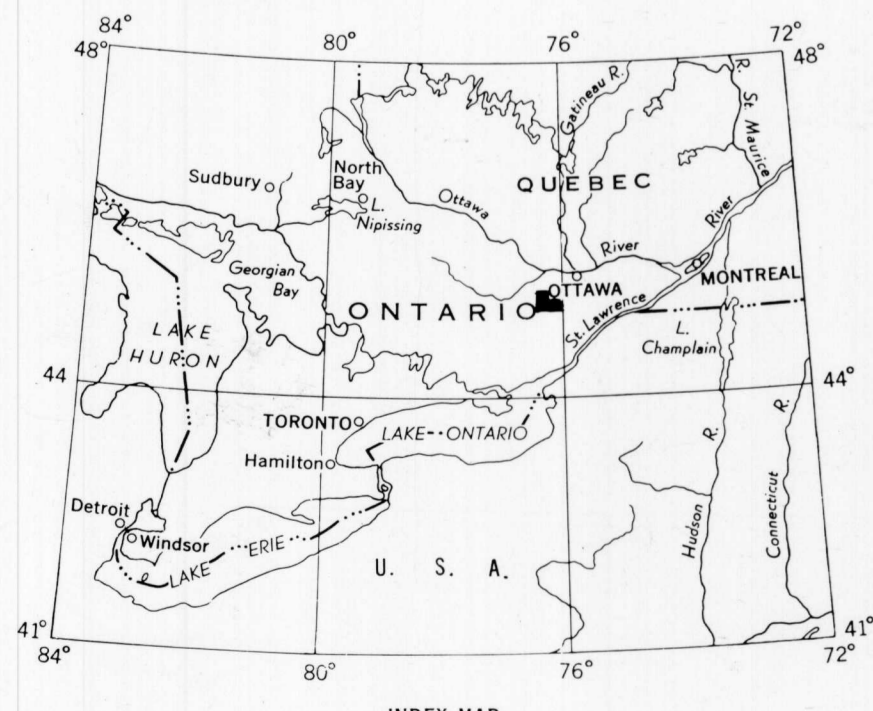 84°
80°
76°
72°
48°
48°
Gatineau R.
R.
St. Maurice
Sudbury
North
Bay
L.
Nipissing
Ottawa
QUEBEC
River
River
Georgian
Bay
OTTAWA
MONTREAL
ONTARIO
St. Lawrence
LAKE
HURON
L.
Champlain
44
44°
TORONTO
LAKE ONTARIO
R.
R.
Hamilton
Detroit
Windsor
LAKE ERIE
Hudson
Connecticut
U. S. A.
41°
41°
84°
80°
76°
72°
INDEX MAP